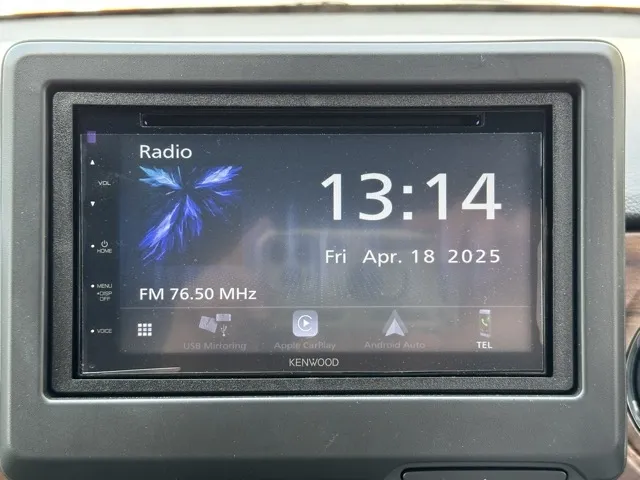 Radio
VOL
13:14
HOME
Fri Apr. 18 2025
MENU
•DISP
OFF
FM 76.50 MHz
VOICE
USB Mirroring
Apple CarPlay
Android Auto
TEL
KENWOOD